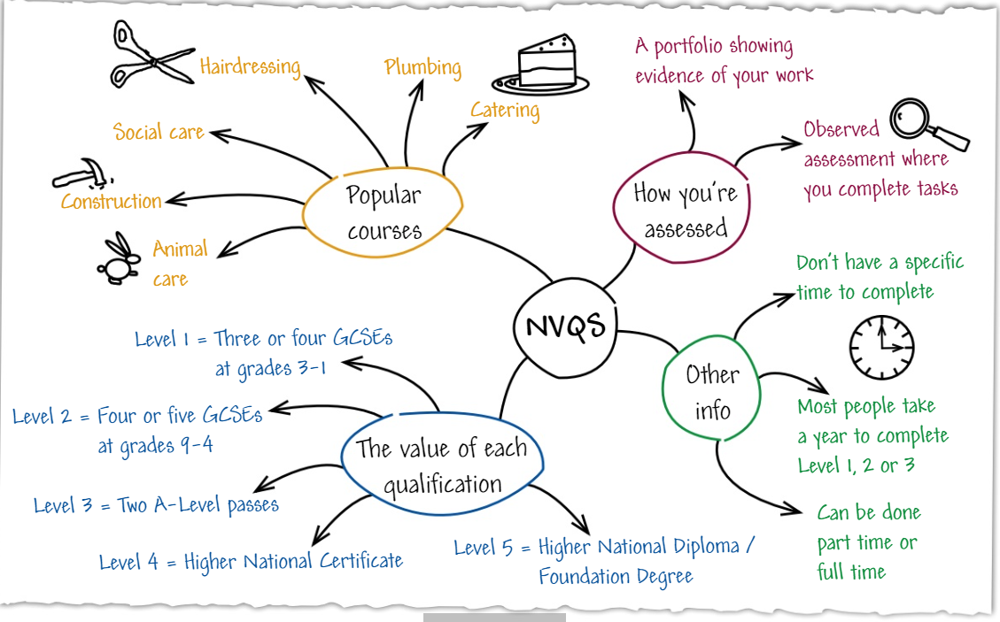 NVQS
Popular
courses
Hairdressing
Plumbing
Catering
Social care
Construction
Animal
care
How you're
assessed
A portfolio showing
evidence of your work
Observed
assessment where
you complete tasks
Other
info
Don't have a specific
time to complete
Most people take
a year to complete
Level 1, 2 or 3
Can be done
part time or
full time
The value of each
qualification
Level 1 = Three or four GCSEs
at grades 3-1
Level 2 = Four or five GCSEs
at grades 9-4
Level 3 = Two A-Level passes
Level 4 = Higher National Certificate
Level 5 = Higher National Diploma /
Foundation Degree